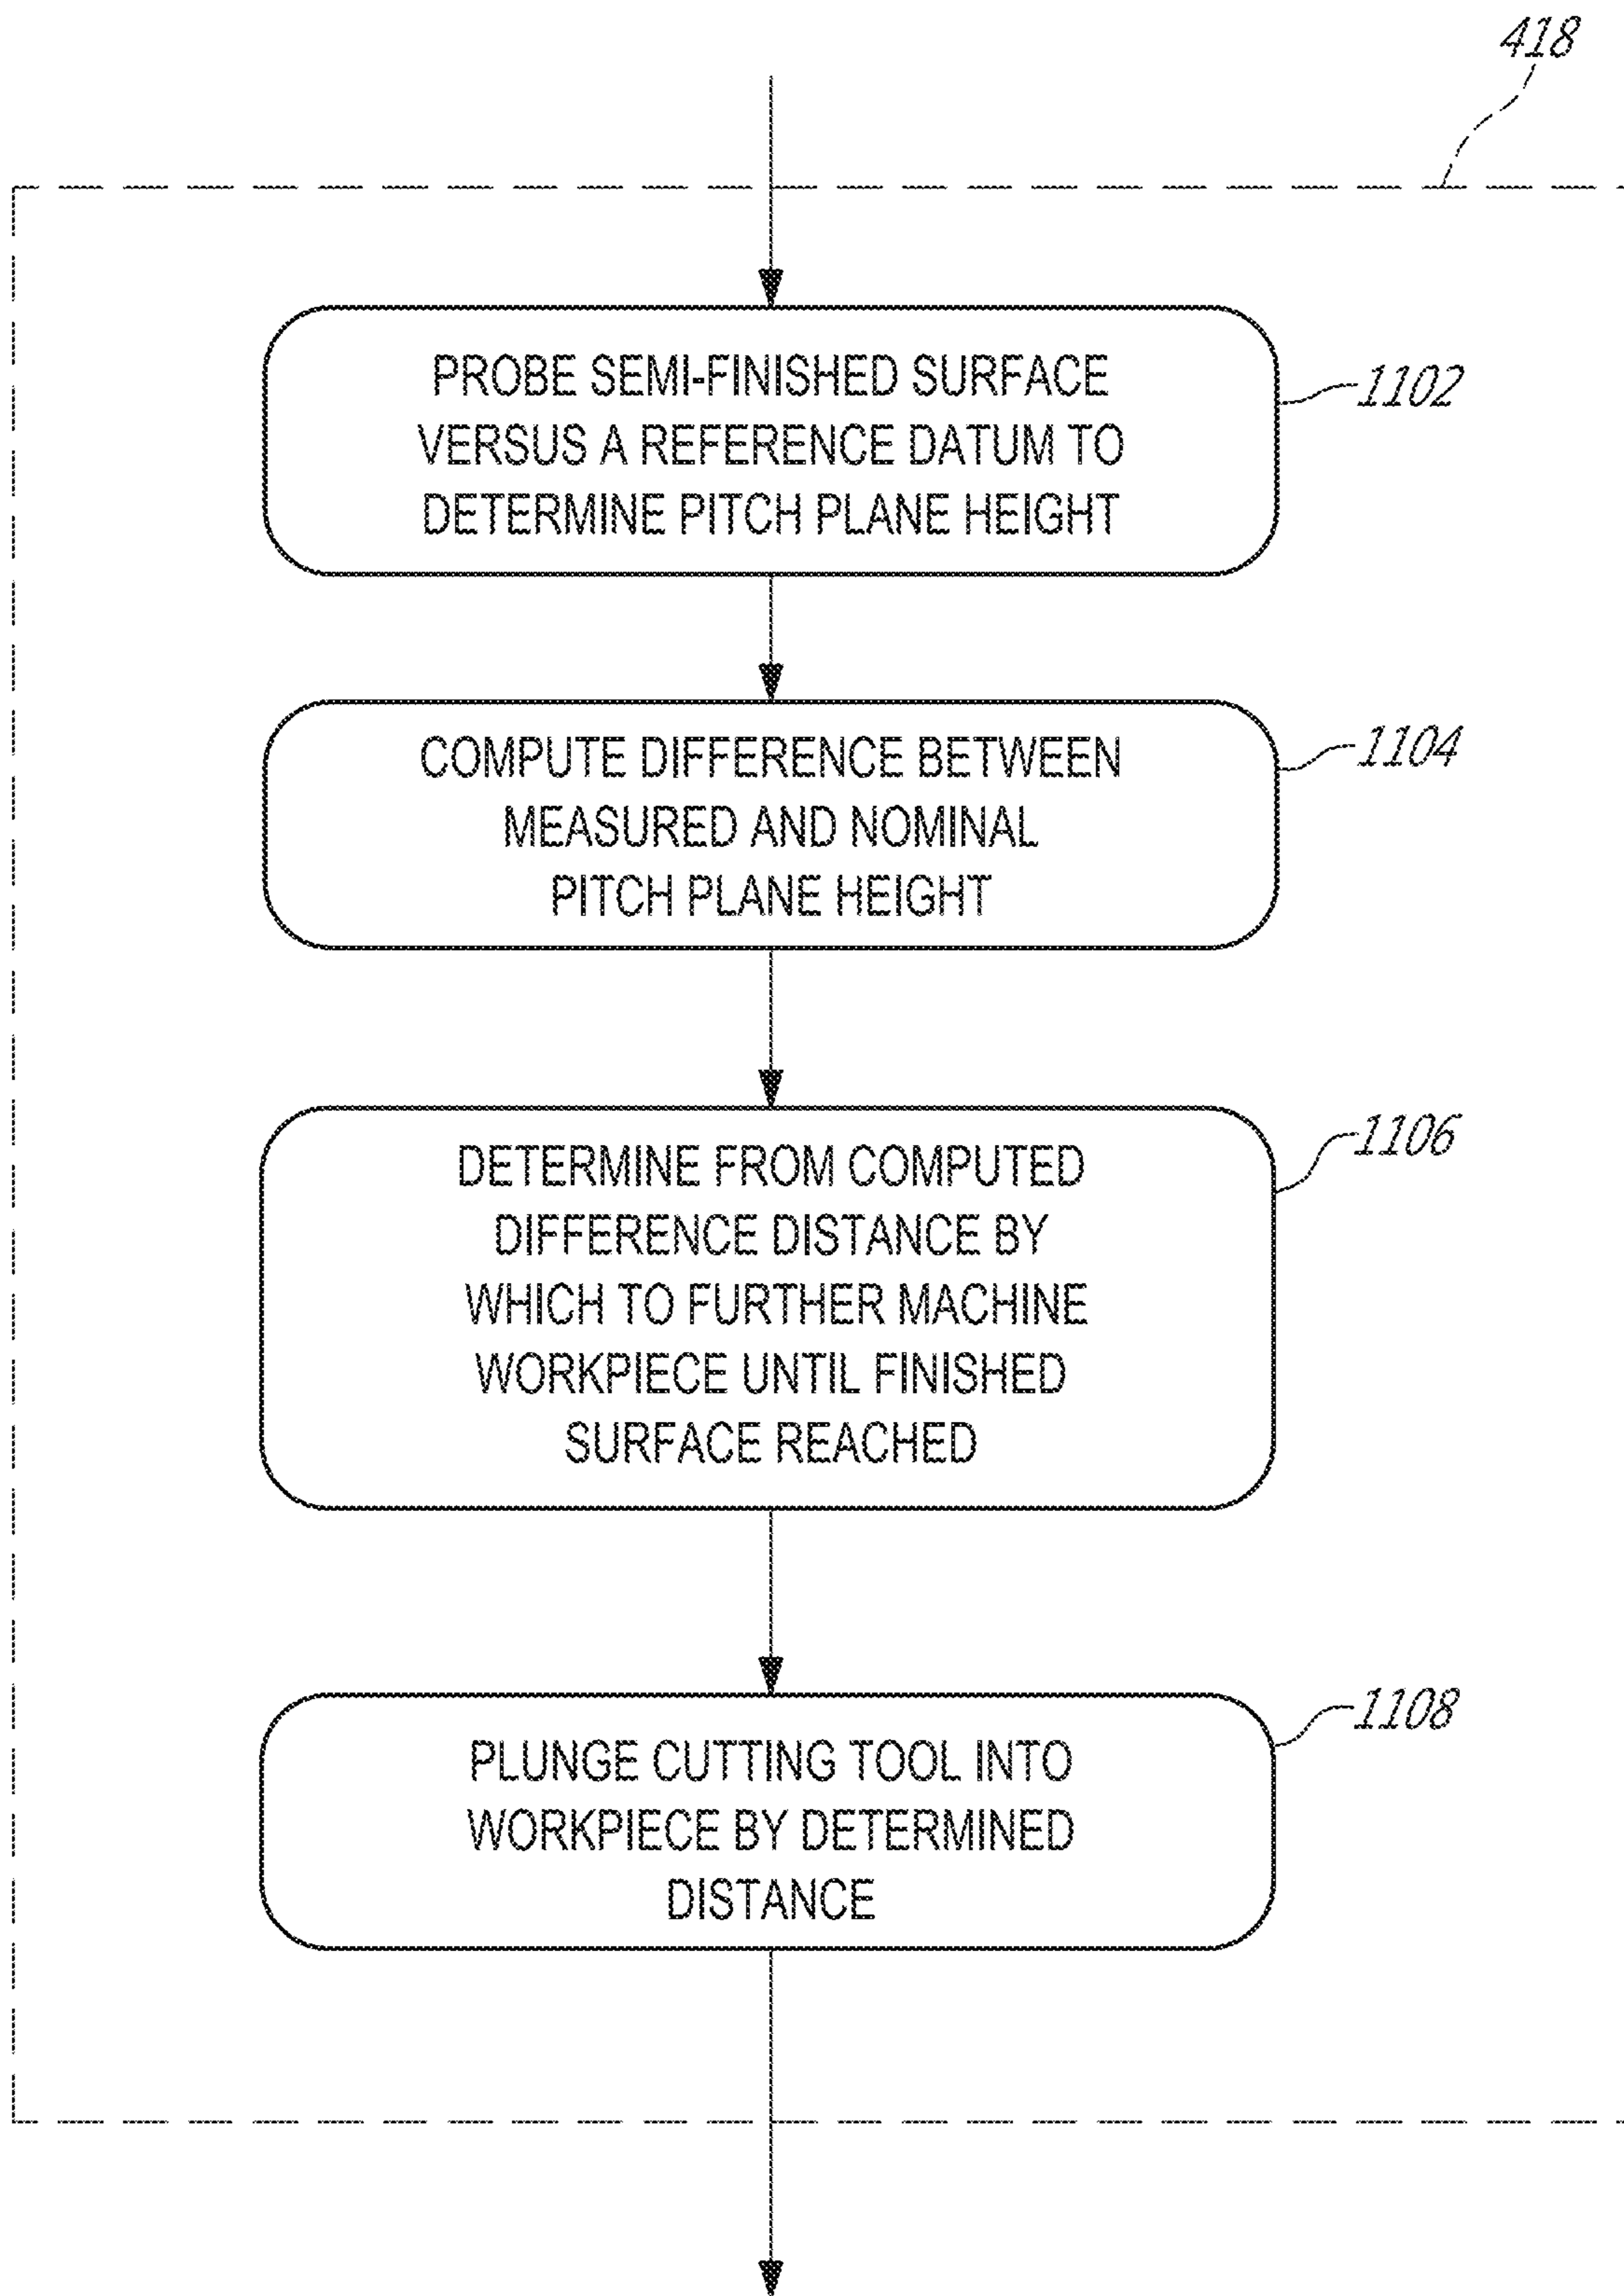 418
PROBE SEMI-FINISHED SURFACE
VERSUS A REFERENCE DATUM TO
DETERMINE PITCH PLANE HEIGHT
1102
COMPUTE DIFFERENCE BETWEEN
MEASURED AND NOMINAL
PITCH PLANE HEIGHT
1104
DETERMINE FROM COMPUTED
DIFFERENCE DISTANCE BY
WHICH TO FURTHER MACHINE
WORKPIECE UNTIL FINISHED
SURFACE REACHED
1106
PLUNGE CUTTING TOOL INTO
WORKPIECE BY DETERMINED
DISTANCE
1108